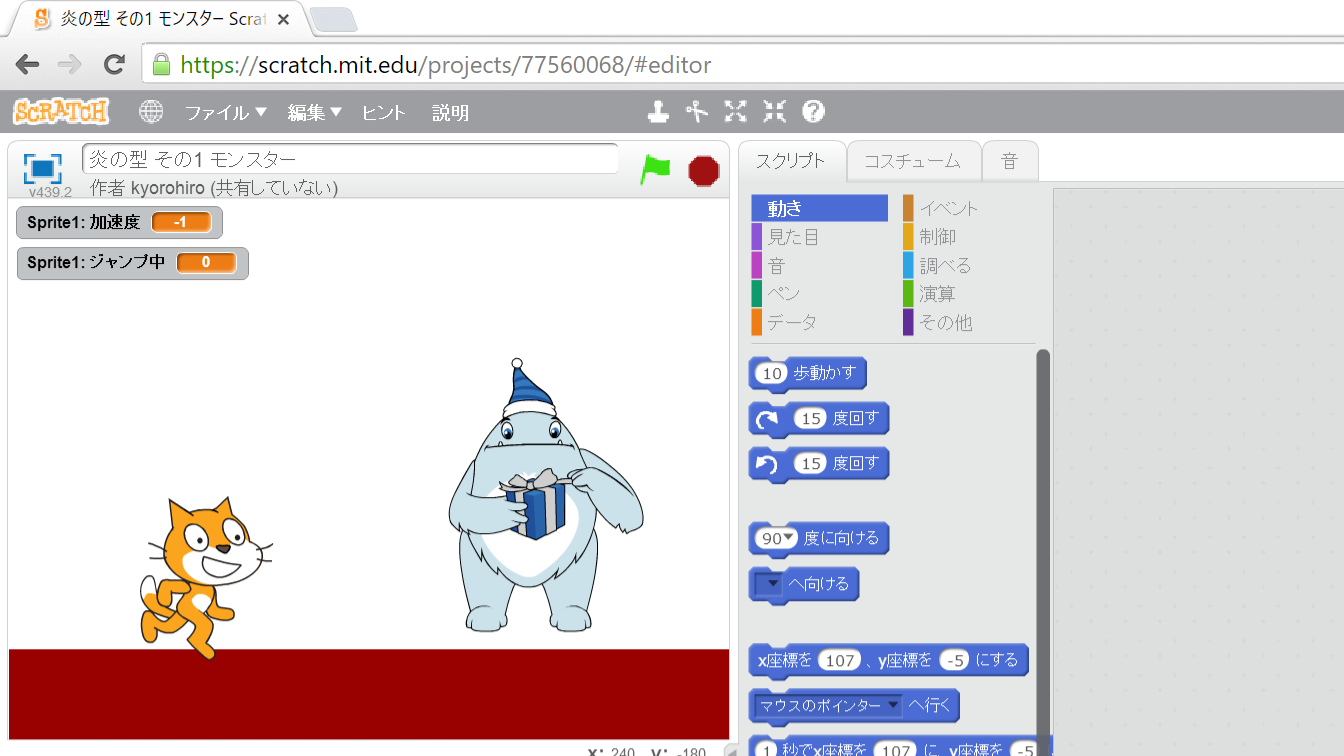 炎の型 その1 モンスター Scrat
https://scratch.mit.edu/projects/77560068/#editor
SCRATCH ファイル 編集 ヒント 説明
炎の型 その1 モンスター
v439.2 作者 kyorohiro (共有していない)
Sprite1: 加速度 -1
Sprite1: ジャンプ中 0
x: 240 y: -180
スクリプト コスチューム 音
動き イベント
見た目 制御
音 調べる
ペン 演算
データ その他
10 歩動かす
15 度回す
15 度回す
90 度に向ける
へ向ける
x座標を 107 、y座標を -5 にする
マウスのポインター へ行く
1 秒でx座標を 107 に、y座標を -5